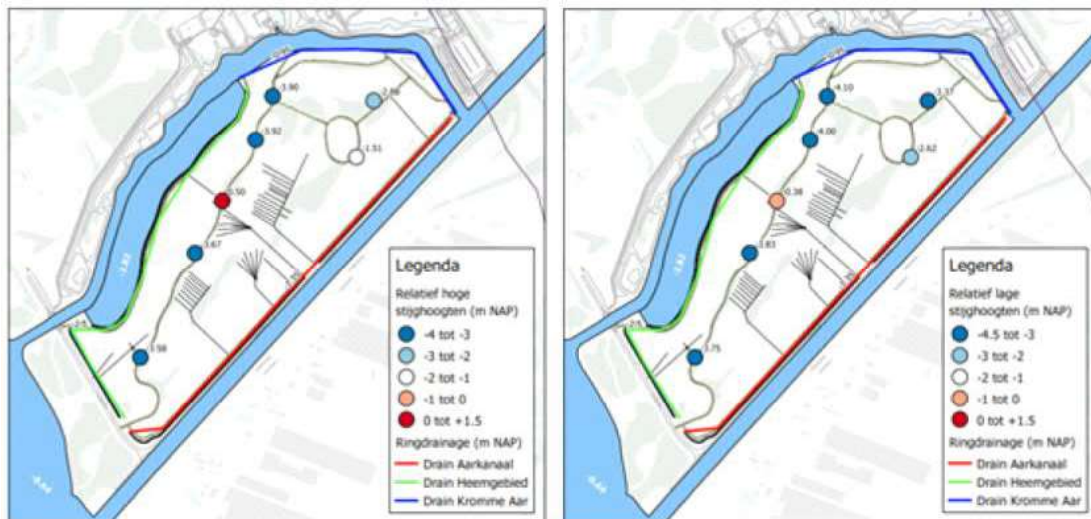 -3.90
-3.92
-1.51
0.50
3.67
3.58
Legenda
Relatief hoge
stijghoogten (m NAP)
-4 tot -3
-3 tot -2
-2 tot -1
-1 tot 0
0 tot +1.5
Ringdrainage (m NAP)
Drain Aarkanaal
Drain Heemgebied
Drain Kromme Aar
-4.10
-3.37
-4.00
-2.62
0.38
3.83
3.75
Legenda
Relatief lage
stijghoogten (m NAP)
-4.5 tot -3
-3 tot -2
-2 tot -1
-1 tot 0
0 tot +1.5
Ringdrainage (m NAP)
Drain Aarkanaal
Drain Heemgebied
Drain Kromme Aar